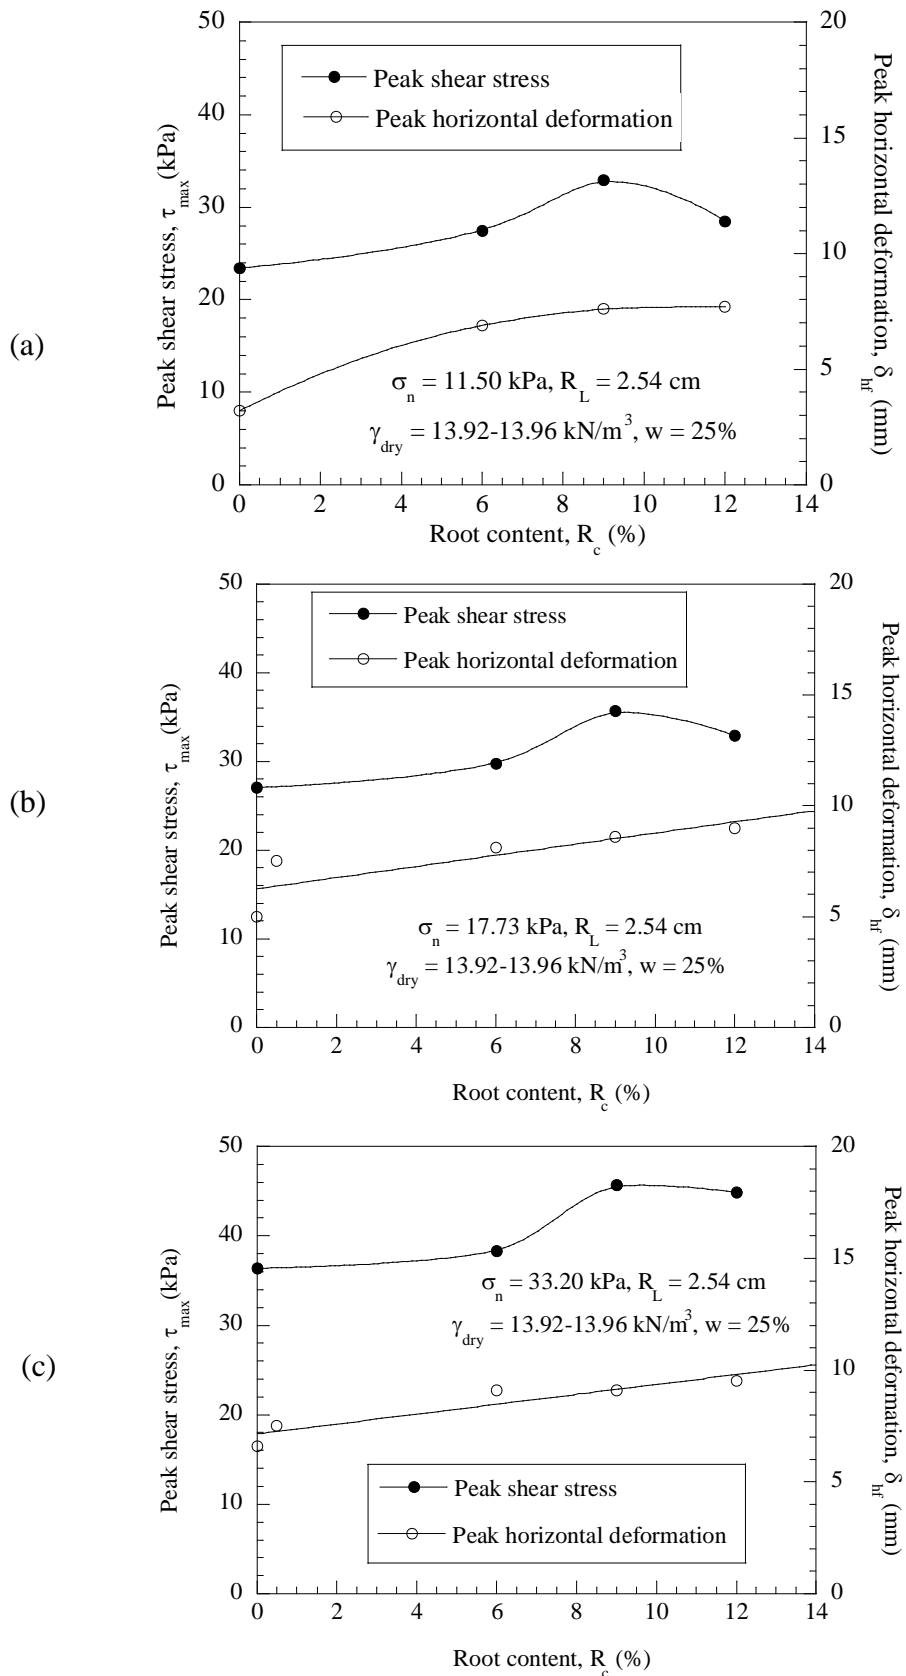 (a)
50
40
30
20
10
0
Peak shear stress, τmax(kPa)
Peak shear stress
Peak horizontal deformation
σn = 11.50 kPa, RL = 2.54 cm
γdry = 13.92-13.96 kN/m³, w = 25%
20
15
10
5
0
Peak horizontal deformation, δhf (mm)
0 2 4 6 8 10 12 14
Root content, Rc (%)
(b)
50
40
30
20
10
0
Peak shear stress, τmax(kPa)
Peak shear stress
Peak horizontal deformation
σn = 17.73 kPa, RL = 2.54 cm
γdry = 13.92-13.96 kN/m³, w = 25%
20
15
10
5
0
Peak horizontal deformation, δhf (mm)
0 2 4 6 8 10 12 14
Root content, Rc (%)
(c)
50
40
30
20
10
0
Peak shear stress, τmax(kPa)
σn = 33.20 kPa, RL = 2.54 cm
γdry = 13.92-13.96 kN/m³, w = 25%
Peak shear stress
Peak horizontal deformation
20
15
10
5
0
Peak horizontal deformation, δhf (mm)
0 2 4 6 8 10 12 14
Root content, Rc (%)